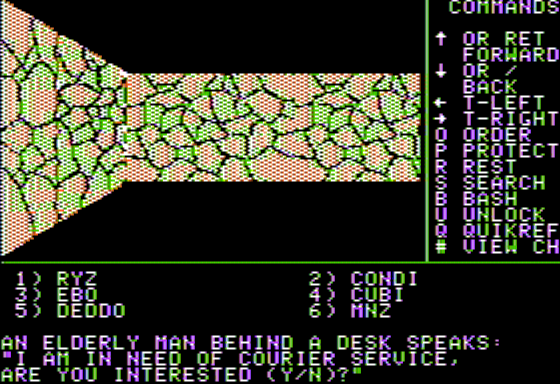 COMMANDS
↑ OR RET
FORWARD
↓ OR /
BACK
← T-LEFT
→ T-RIGHT
O ORDER
P PROTECT
R REST
S SEARCH
B BASH
U UNLOCK
Q QUIKREF
# VIEW CH
1) RYZ 2) CONDI
3) EBO 4) CUBI
5) DEDDO 6) MNZ
AN ELDERLY MAN BEHIND A DESK SPEAKS:
"I AM IN NEED OF COURIER SERVICE,
ARE YOU INTERESTED (Y/N)?"